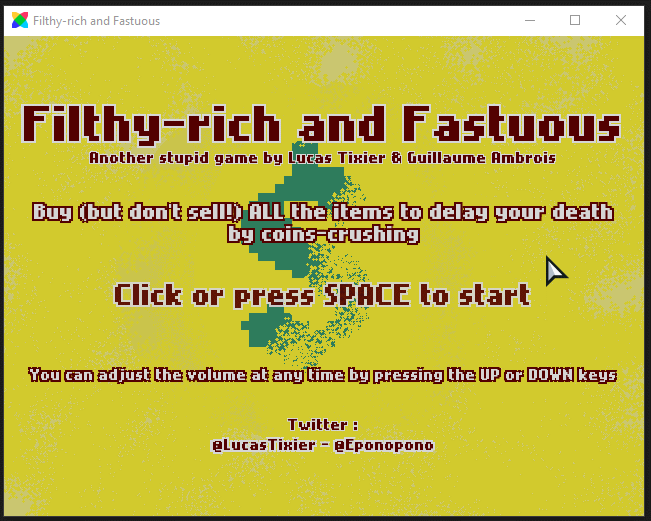 Filthy-rich and Fastuous
Filthy-rich and Fastuous
Another stupid game by Lucas Tixier & Guillaume Ambrois
Buy (but don't sell!) ALL the items to delay your death
by coins-crushing
Click or press SPACE to start
You can adjust the volume at any time by pressing the UP or DOWN keys
Twitter :
@LucasTixier - @Eponopono